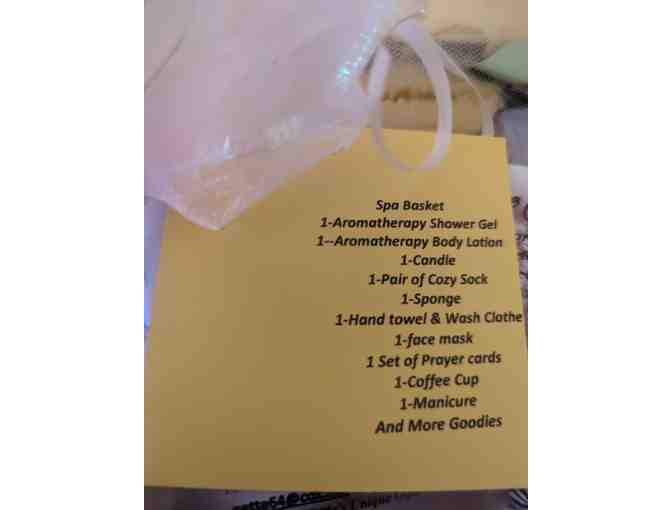 Spa Basket
1-Aromatherapy Shower Gel
1--Aromatherapy Body Lotion
1-Candle
1-Pair of Cozy Sock
1-Sponge
1-Hand towel & Wash Clothe
1-face mask
1 Set of Prayer cards
1-Coffee Cup
1-Manicure
And More Goodies
Unique